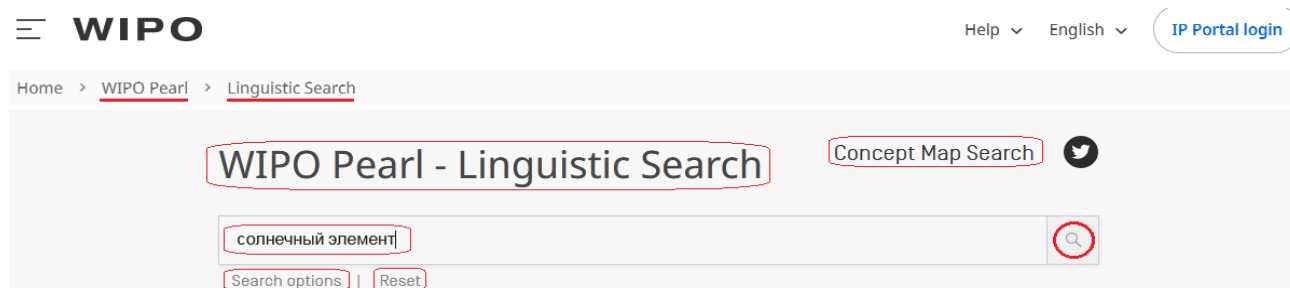 WIPO
Help English IP Portal login
Home > WIPO Pearl > Linguistic Search
WIPO Pearl - Linguistic Search
Concept Map Search
солнечный элемент
Search options | Reset